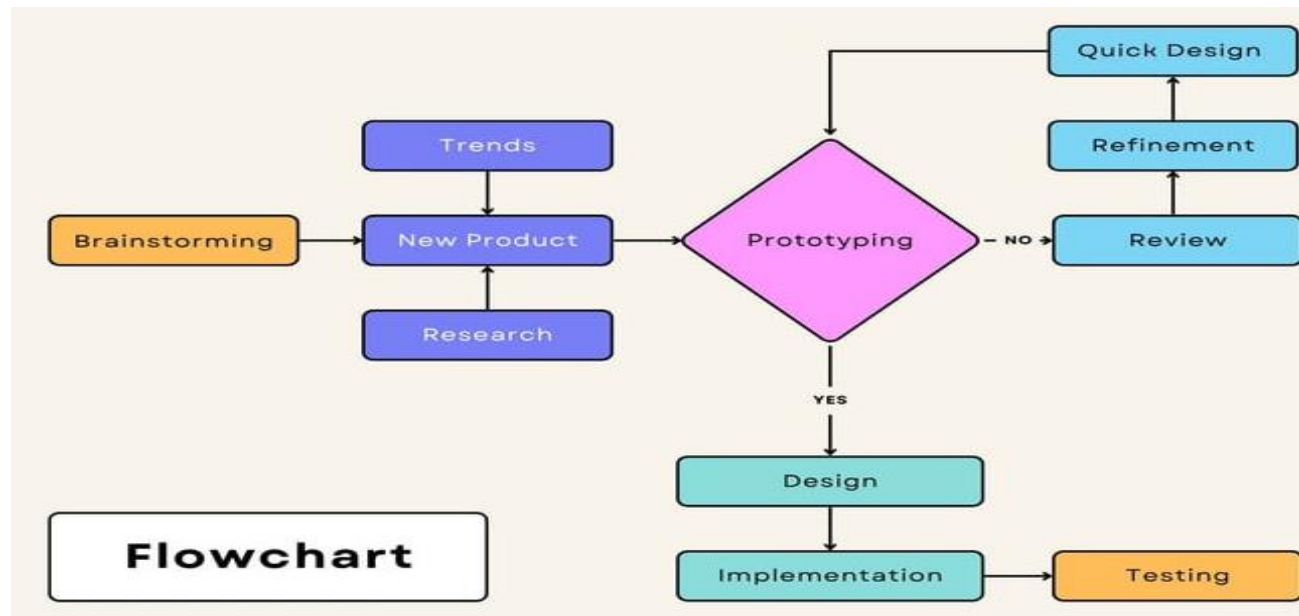 Quick Design
Trends
Refinement
Brainstorming
New Product
Prototyping
NO
Review
Research
YES
Design
Flowchart
Implementation
Testing